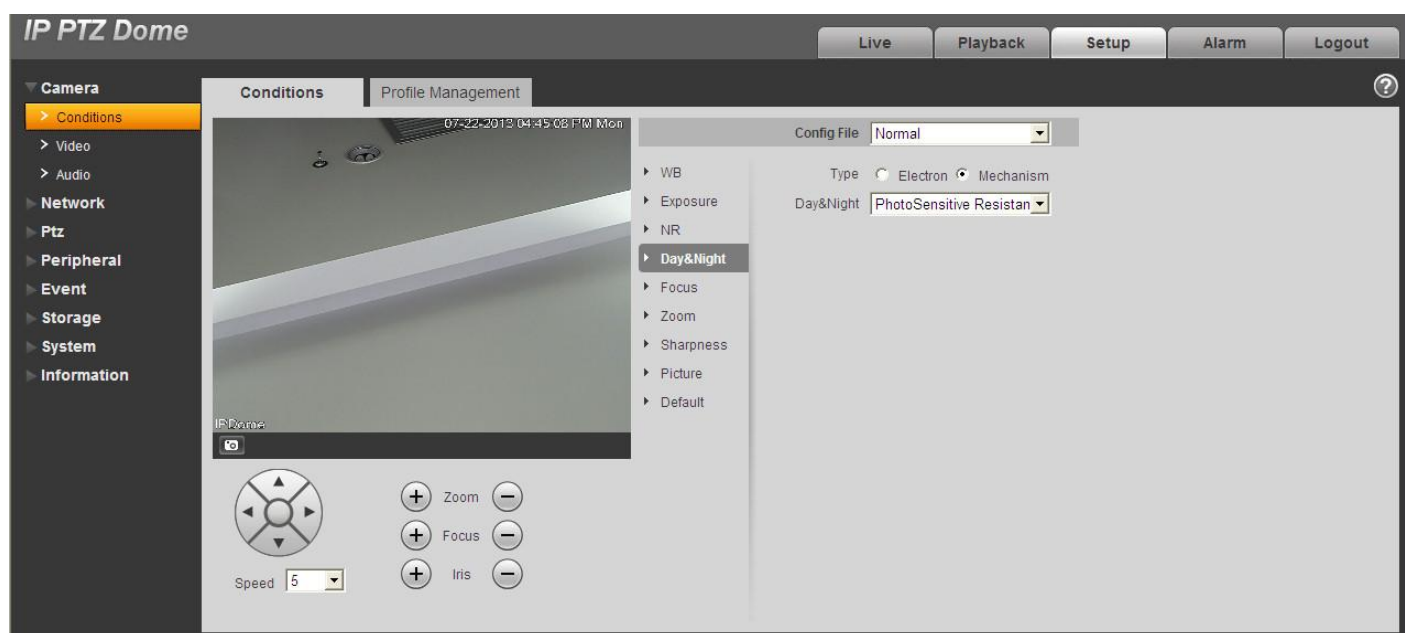 IP PTZ Dome
Live
Playback
Setup
Alarm
Logout
Camera
Conditions
Video
Audio
Network
Ptz
Peripheral
Event
Storage
System
Information
Conditions
Profile Management
?
07-22-2013 04:45:08 PM Mon
IPDome
Config File Normal
WB
Exposure
NR
Day&Night
Focus
Zoom
Sharpness
Picture
Default
Type Electron Mechanism
Day&Night PhotoSensitive Resistan
Zoom
Focus
Iris
Speed 5